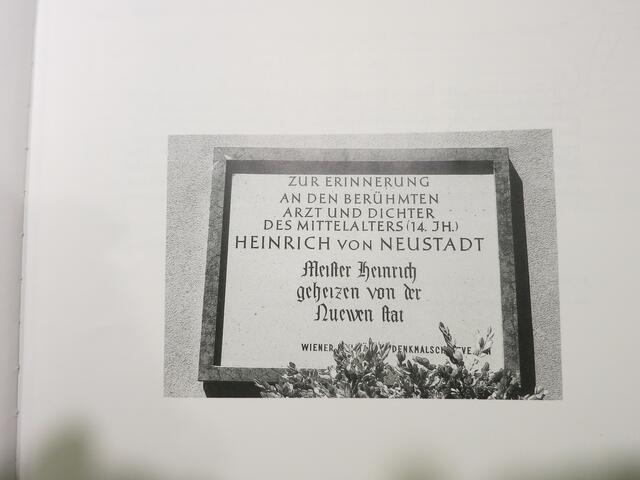 ZUR ERINNERUNG
AN DEN BERÜHMTEN
ARZT UND DICHTER
DES MITTELALTERS (14. JH.)
HEINRICH VON NEUSTADT
Meister Heinrich
geheizen von der
Nuewen stat
WIENER